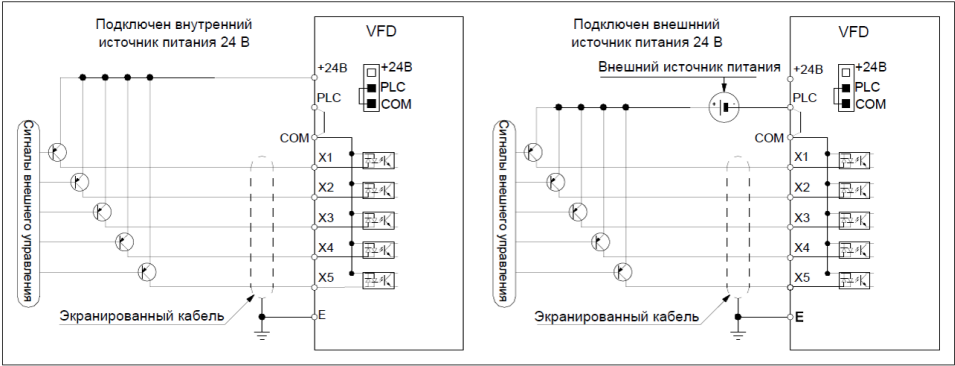 Подключен внутренний
источник питания 24 В
VFD
+24В
PLC
COM
+24В
PLC
COM
X1
X2
X3
X4
X5
E
Сигналы внешнего управления
Экранированный кабель
Подключен внешнний
источник питания 24 В
Внешний источник питания
VFD
+24В
PLC
COM
+24В
PLC
COM
X1
X2
X3
X4
X5
E
Сигналы внешнего управления
Экранированный кабель